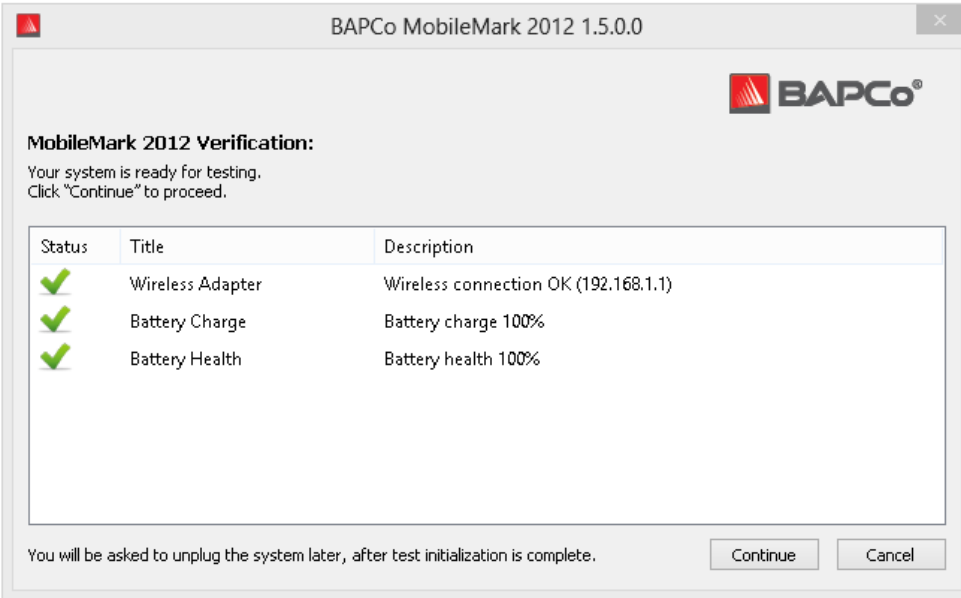 BAPCo MobileMark 2012 1.5.0.0
BAPCo®
MobileMark 2012 Verification:
Your system is ready for testing.
Click "Continue" to proceed.
Status Title Description
Wireless Adapter Wireless connection OK (192.168.1.1)
Battery Charge Battery charge 100%
Battery Health Battery health 100%
You will be asked to unplug the system later, after test initialization is complete. Continue Cancel